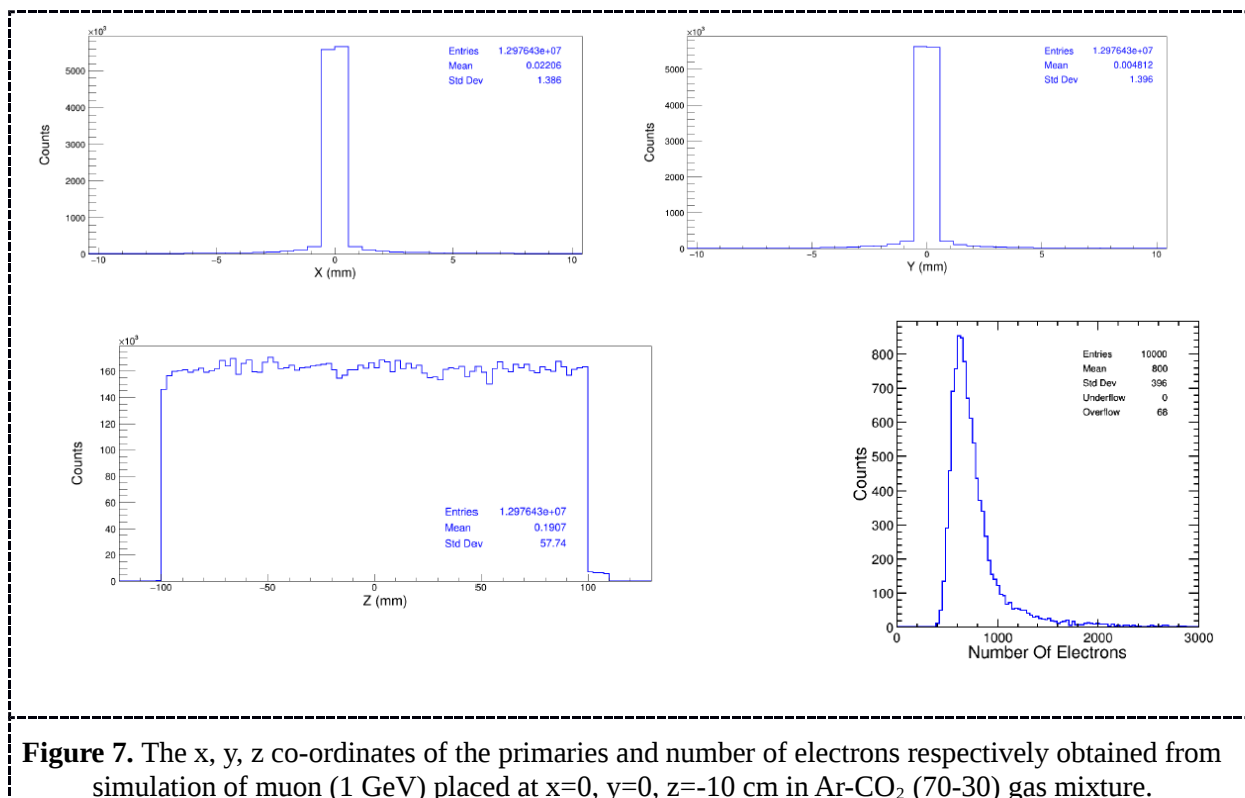 ×10³
Entries 1.297643e+07
Mean 0.02206
Std Dev 1.386
5000
4000
3000
2000
1000
0
Counts
−10 −5 0 5 10
X (mm)
×10³
Entries 1.297643e+07
Mean 0.004812
Std Dev 1.396
5000
4000
3000
2000
1000
0
Counts
−10 −5 0 5 10
Y (mm)
×10³
160
140
120
100
80
60
40
20
0
Counts
Entries 1.297643e+07
Mean 0.1907
Std Dev 57.74
−100 −50 0 50 100
Z (mm)
Entries 10000
Mean 800
Std Dev 396
Underflow 0
Overflow 68
800
700
600
500
400
300
200
100
0
Counts
0 1000 2000 3000
Number Of Electrons
Figure 7. The x, y, z co-ordinates of the primaries and number of electrons respectively obtained from
simulation of muon (1 GeV) placed at x=0, y=0, z=-10 cm in Ar-CO₂ (70-30) gas mixture.